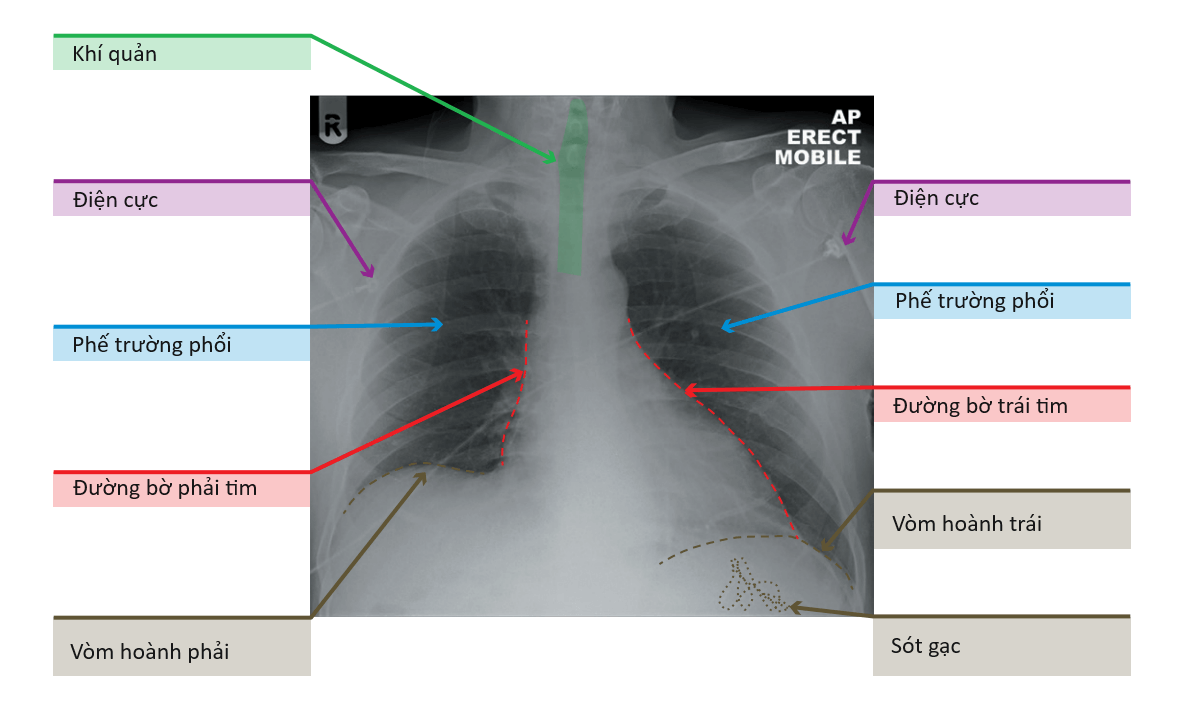 Khí quản
R
AP
ERECT
MOBILE
Điện cực
Điện cực
Phế trường phổi
Phế trường phổi
Đường bờ trái tim
Đường bờ phải tim
Vòm hoành trái
Vòm hoành phải
Sót gạc